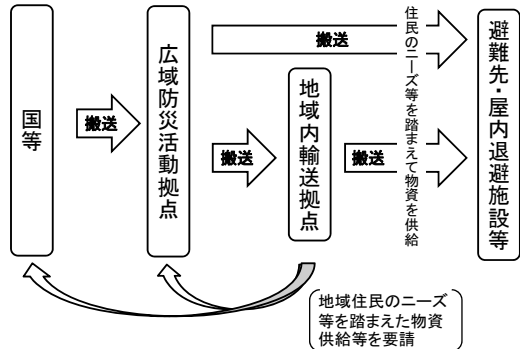 国等
搬送
広域防災活動拠点
搬送
搬送
地域内輸送拠点
搬送
住民のニーズ等を踏まえて物資を供給
避難先・屋内退避施設等
地域住民のニーズ
等を踏まえた物資
供給等を要請